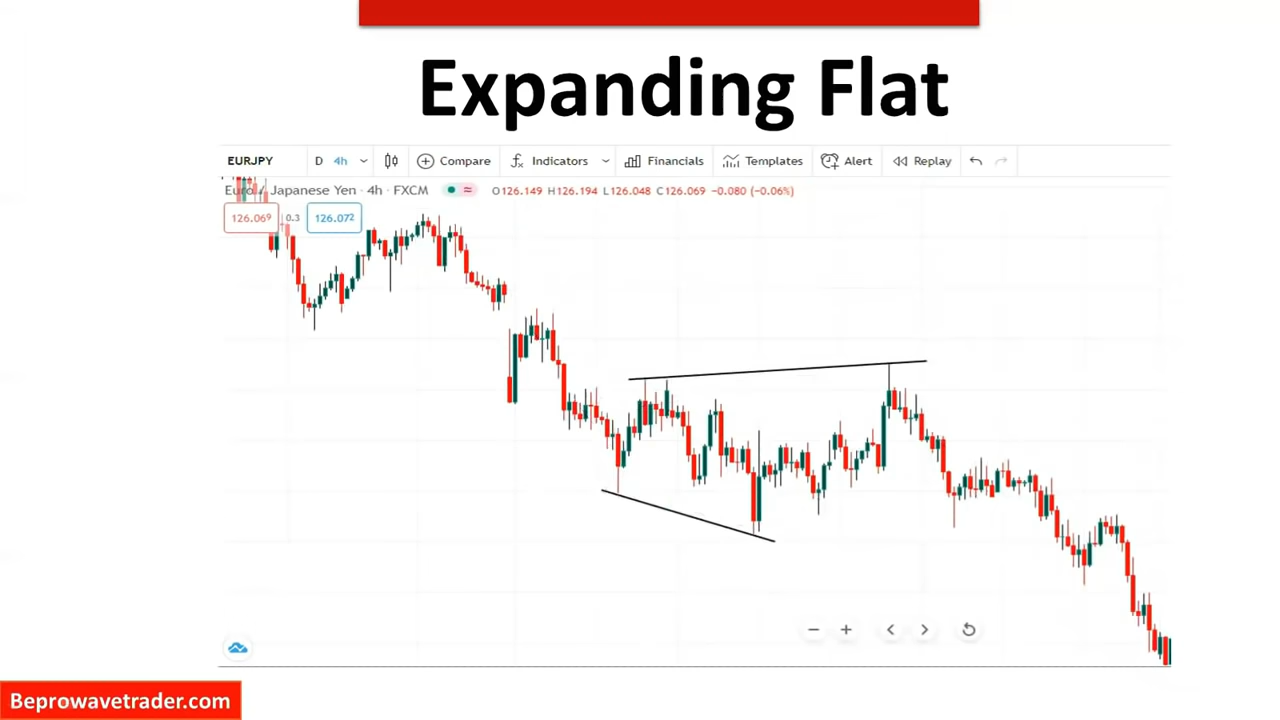 Expanding Flat
EURJPY D 4h Compare Indicators Financials Templates Alert Replay
Euro / Japanese Yen · 4h · FXCM O126.149 H126.194 L126.048 C126.069 −0.080 (−0.06%)
126.069 0.3 126.072
Beprowavetrader.com